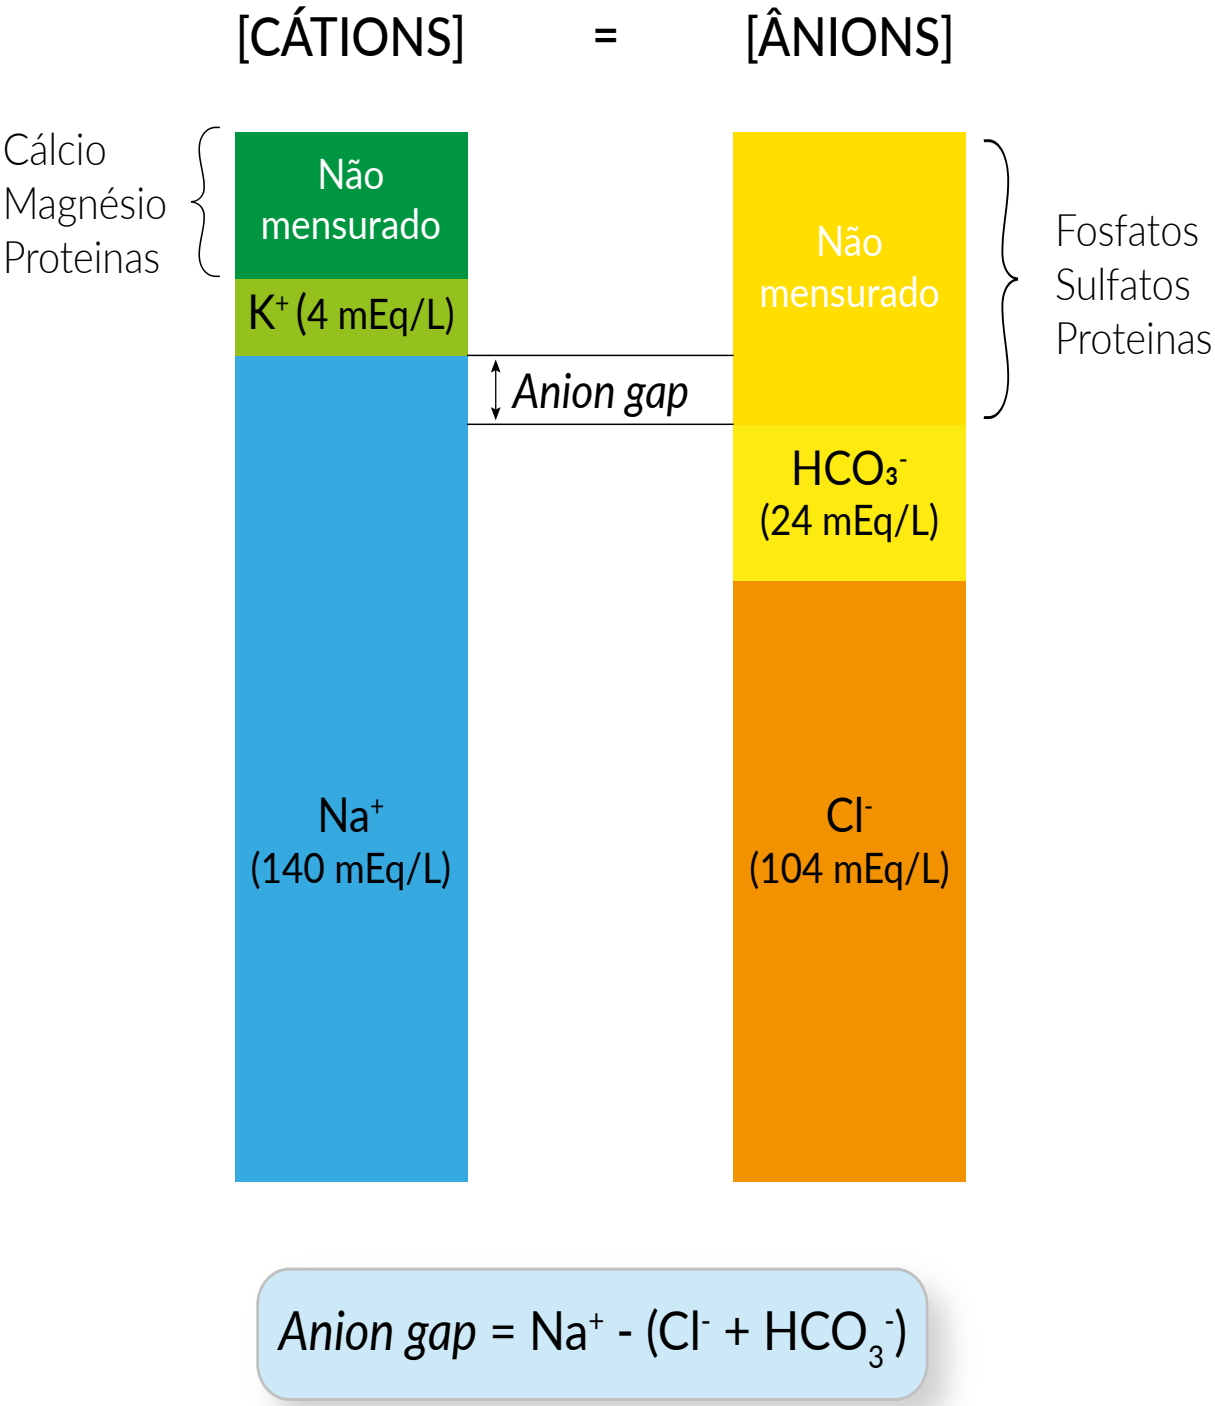 [CÁTIONS] = [ÂNIONS]
Cálcio
Magnésio
Proteinas
Não
mensurado
K⁺ (4 mEq/L)
Na⁺
(140 mEq/L)
Anion gap
Não
mensurado
HCO₃⁻
(24 mEq/L)
Cl⁻
(104 mEq/L)
Fosfatos
Sulfatos
Proteinas
Anion gap = Na⁺ - (Cl⁻ + HCO₃⁻)